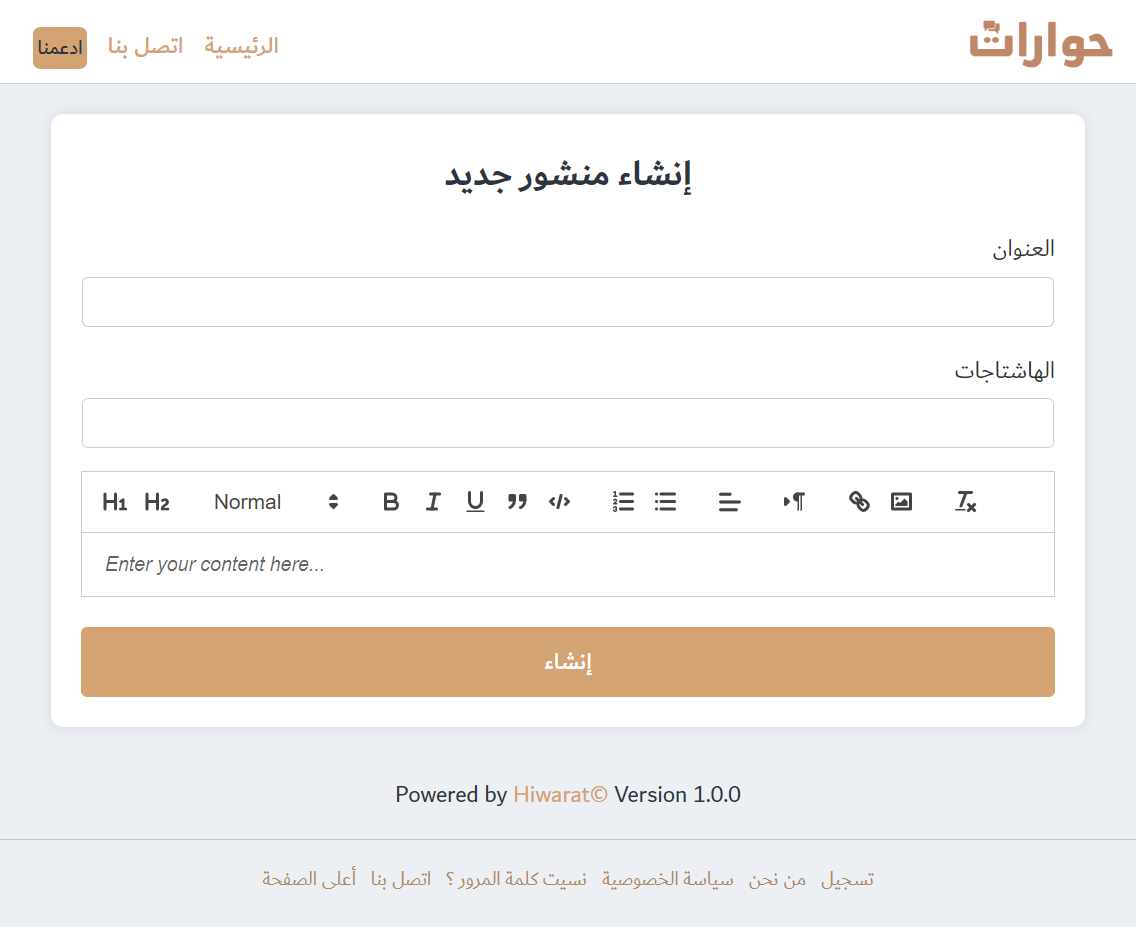 حوارات
الرئيسية اتصل بنا ادعمنا
إنشاء منشور جديد
العنوان
الهاشتاجات
H1 H2 Normal B I U
Enter your content here...
إنشاء
Powered by Hiwarat© Version 1.0.0
تسجيل من نحن سياسة الخصوصية نسيت كلمة المرور ؟ اتصل بنا أعلى الصفحة